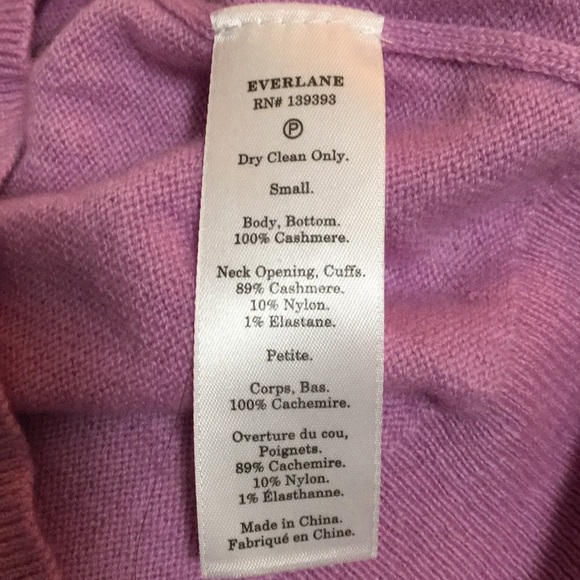 EVERLANE
RN# 139393
P
Dry Clean Only.
Small.
Body, Bottom.
100% Cashmere.
Neck Opening, Cuffs.
89% Cashmere.
10% Nylon.
1% Elastane.
Petite.
Corps, Bas.
100% Cachemire.
Overture du cou,
Poignets.
89% Cachemire.
10% Nylon.
1% Élasthanne.
Made in China.
Fabriqué en Chine.